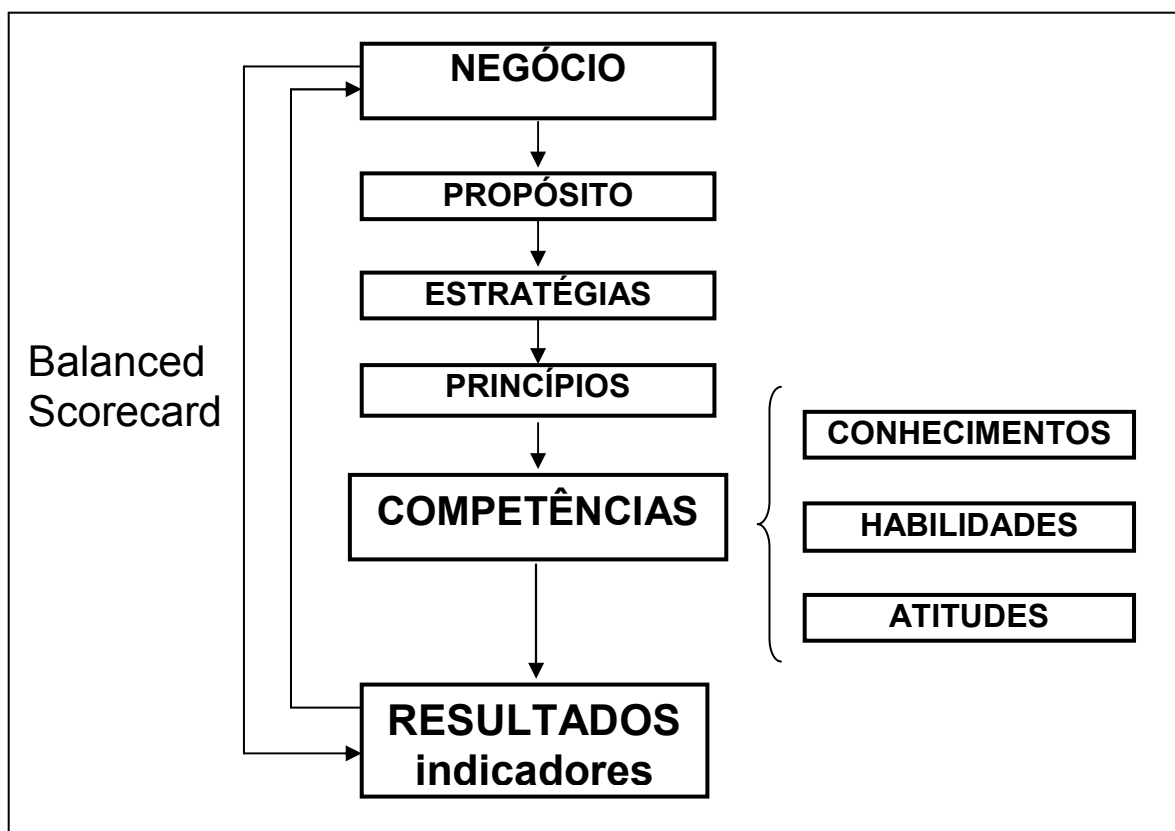 NEGÓCIO
PROPÓSITO
ESTRATÉGIAS
Balanced
Scorecard
PRINCÍPIOS
COMPETÊNCIAS
CONHECIMENTOS
HABILIDADES
ATITUDES
RESULTADOS
indicadores